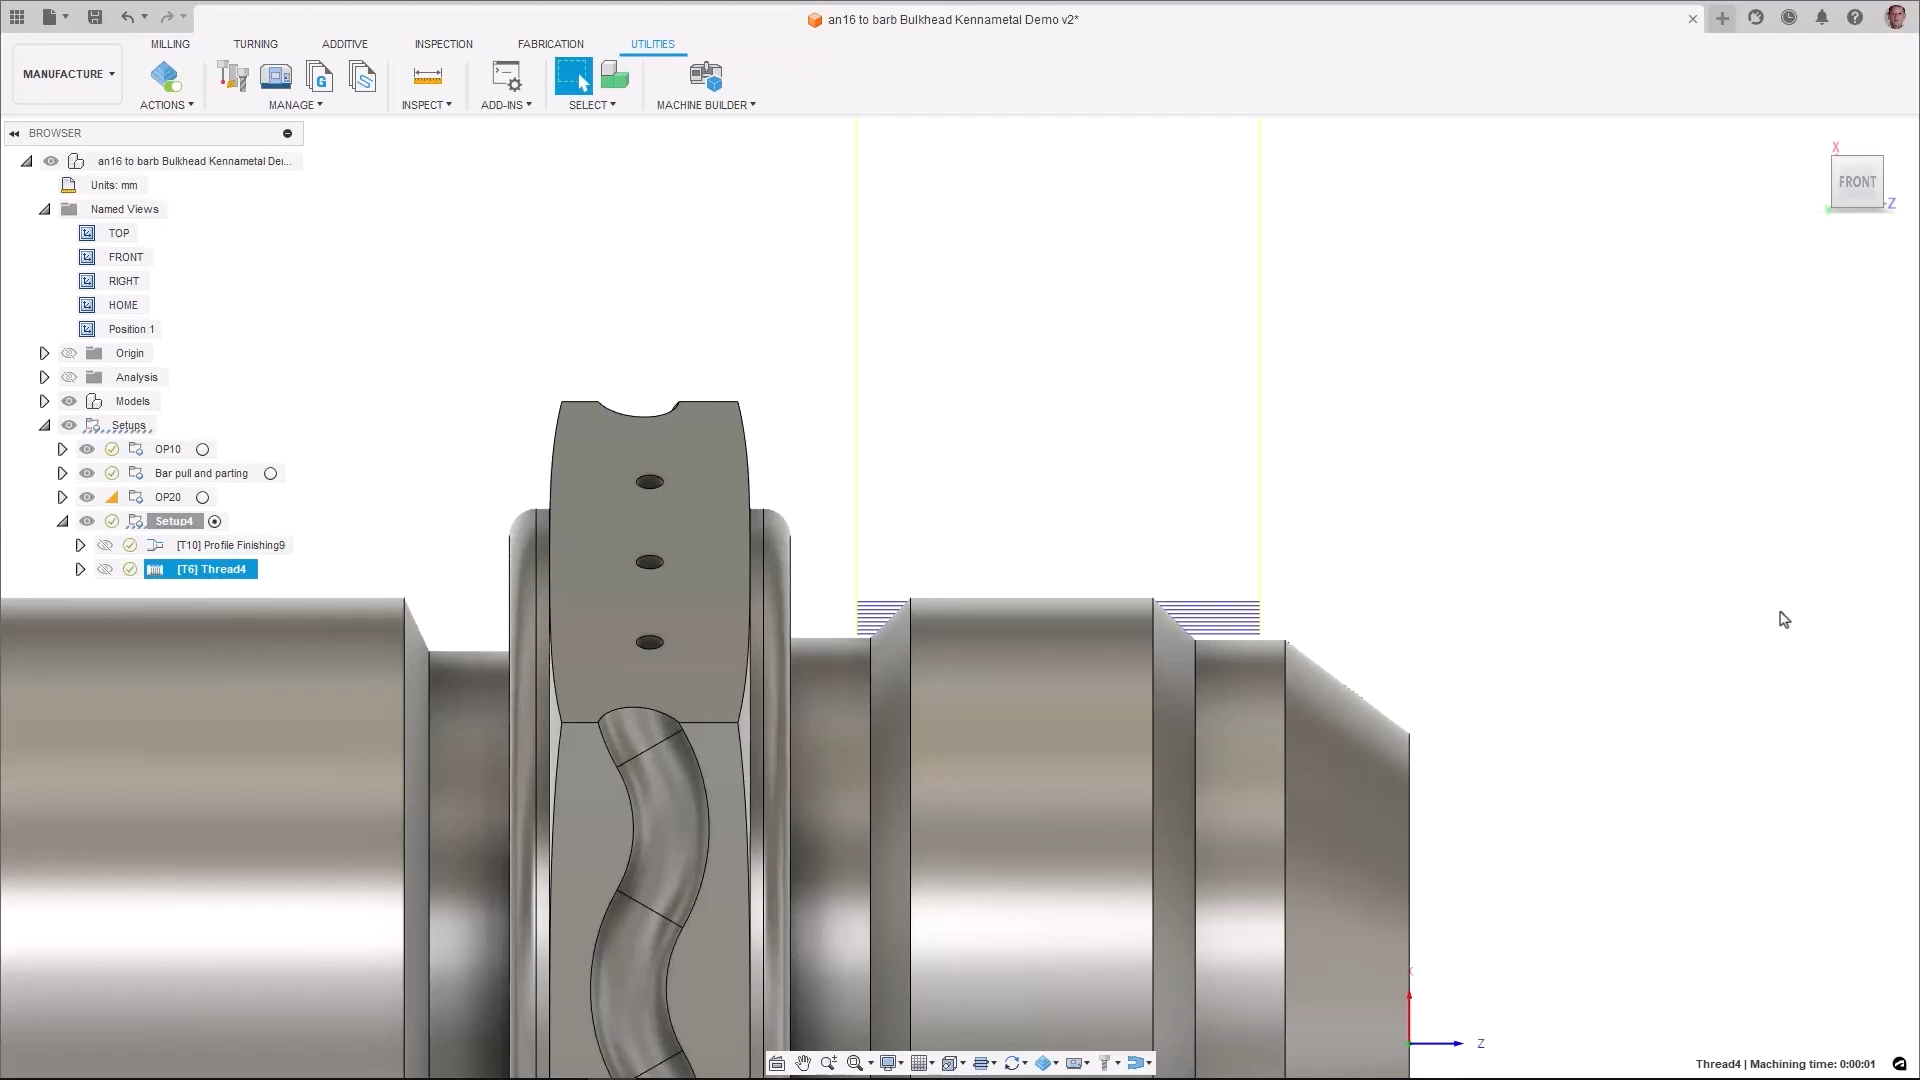 an16 to barb Bulkhead Kennametal Demo v2*
MILLING TURNING ADDITIVE INSPECTION FABRICATION UTILITIES
MANUFACTURE
ACTIONS MANAGE INSPECT ADD-INS SELECT MACHINE BUILDER
BROWSER
an16 to barb Bulkhead Kennametal Der...
Units: mm
Named Views
TOP
FRONT
RIGHT
HOME
Position 1
Origin
Analysis
Models
Setups
OP10
Bar pull and parting
OP20
Setup4
[T10] Profile Finishing9
[T6] Thread4
X
FRONT
Z
X
Z
Thread4 | Machining time: 0:00:01